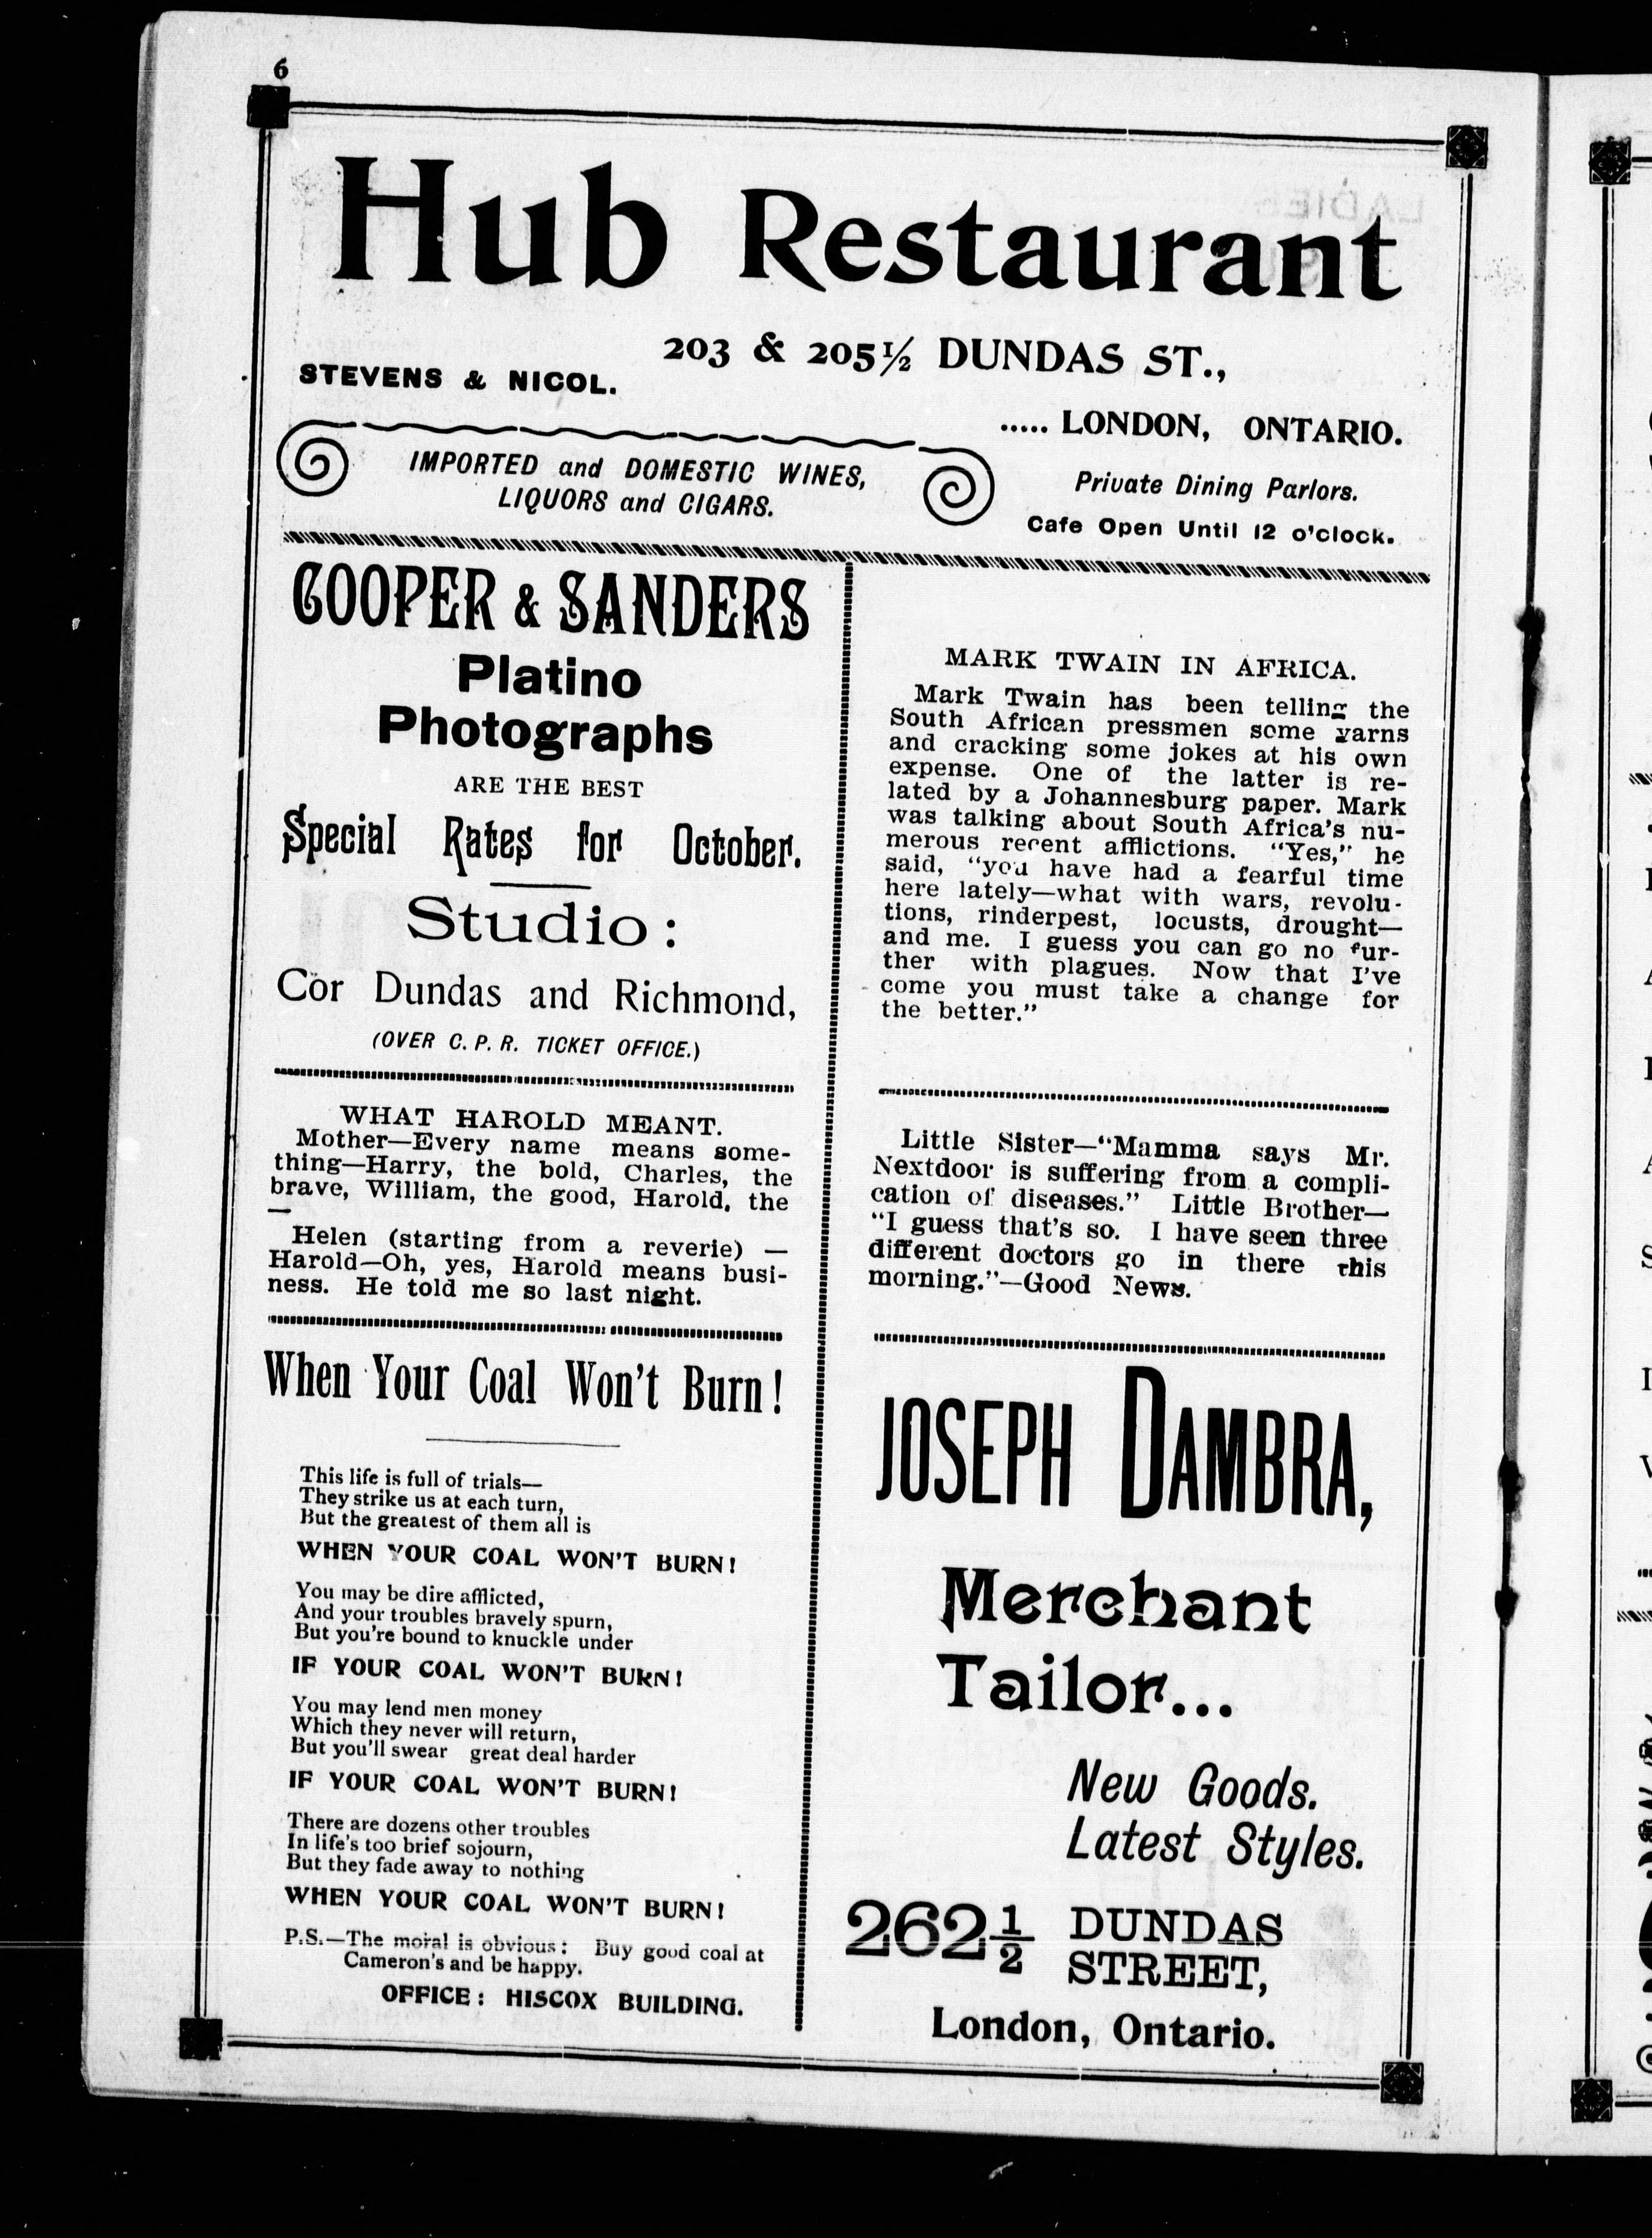 6
Hub Restaurant
203 & 205½ DUNDAS ST.,
STEVENS & NICOL.
..... LONDON, ONTARIO.
IMPORTED and DOMESTIC WINES,
LIQUORS and CIGARS.
Private Dining Parlors.
Cafe Open Until 12 o'clock.
COOPER & SANDERS
Platino
Photographs
ARE THE BEST
Special Rates for October.
Studio:
Cor Dundas and Richmond,
(OVER C. P. R. TICKET OFFICE.)
WHAT HAROLD MEANT.
Mother—Every name means some-
thing—Harry, the bold, Charles, the
brave, William, the good, Harold, the
—
Helen (starting from a reverie) —
Harold—Oh, yes, Harold means busi-
ness. He told me so last night.
When Your Coal Won't Burn!
This life is full of trials—
They strike us at each turn,
But the greatest of them all is
WHEN YOUR COAL WON'T BURN!
You may be dire afflicted,
And your troubles bravely spurn,
But you're bound to knuckle under
IF YOUR COAL WON'T BURN!
You may lend men money
Which they never will return,
But you'll swear great deal harder
IF YOUR COAL WON'T BURN!
There are dozens other troubles
In life's too brief sojourn,
But they fade away to nothing
WHEN YOUR COAL WON'T BURN!
P.S.—The moral is obvious: Buy good coal at
Cameron's and be happy.
OFFICE: HISCOX BUILDING.
MARK TWAIN IN AFRICA.
Mark Twain has been telling the
South African pressmen some yarns
and cracking some jokes at his own
expense. One of the latter is re-
lated by a Johannesburg paper. Mark
was talking about South Africa's nu-
merous recent afflictions. "Yes," he
said, "you have had a fearful time
here lately—what with wars, revolu-
tions, rinderpest, locusts, drought—
and me. I guess you can go no fur-
ther with plagues. Now that I've
come you must take a change for
the better."
Little Sister—"Mamma says Mr.
Nextdoor is suffering from a compli-
cation of diseases." Little Brother—
"I guess that's so. I have seen three
different doctors go in there this
morning."—Good News.
JOSEPH DAMBRA,
Merchant
Tailor...
New Goods.
Latest Styles.
262½ DUNDAS
STREET,
London, Ontario.